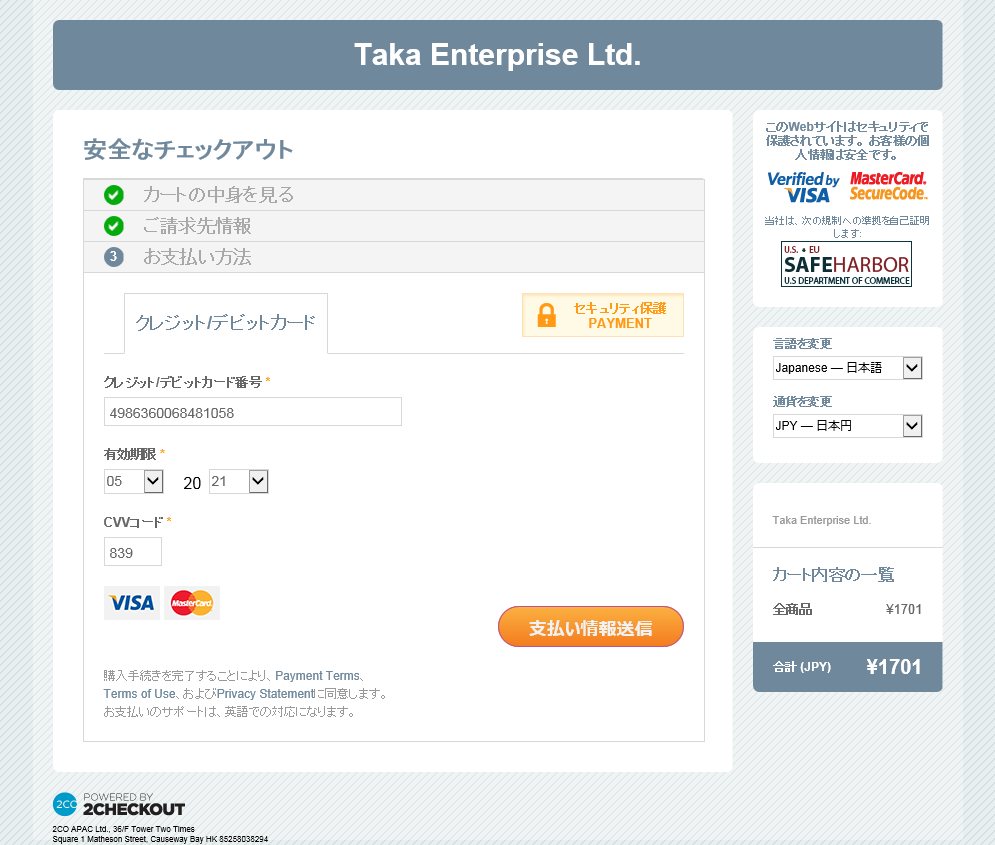 Taka Enterprise Ltd.
安全なチェックアウト
カートの中身を見る
ご請求先情報
3 お支払い方法
クレジット/デビットカード
セキュリティ保護
PAYMENT
クレジット/デビットカード番号 *
4986360068481058
有効期限 *
05 20 21
CVVコード *
839
VISA MasterCard
支払い情報送信
購入手続きを完了することにより、Payment Terms、
Terms of Use、およびPrivacy Statementに同意します。
お支払いのサポートは、英語での対応になります。
このWebサイトはセキュリティで
保護されています。お客様の個
人情報は安全です。
Verified by VISA MasterCard. SecureCode.
当社は、次の規制への準拠を自己証明
します:
U.S. ♦ EU
SAFEHARBOR
U.S DEPARTMENT OF COMMERCE
言語を変更
Japanese — 日本語
通貨を変更
JPY — 日本円
Taka Enterprise Ltd.
カート内容の一覧
全商品 ¥1701
合計 (JPY) ¥1701
2CO POWERED BY
2CHECKOUT
2CO APAC Ltd., 36/F Tower Two Times
Square 1 Matheson Street, Causeway Bay HK 85258038294